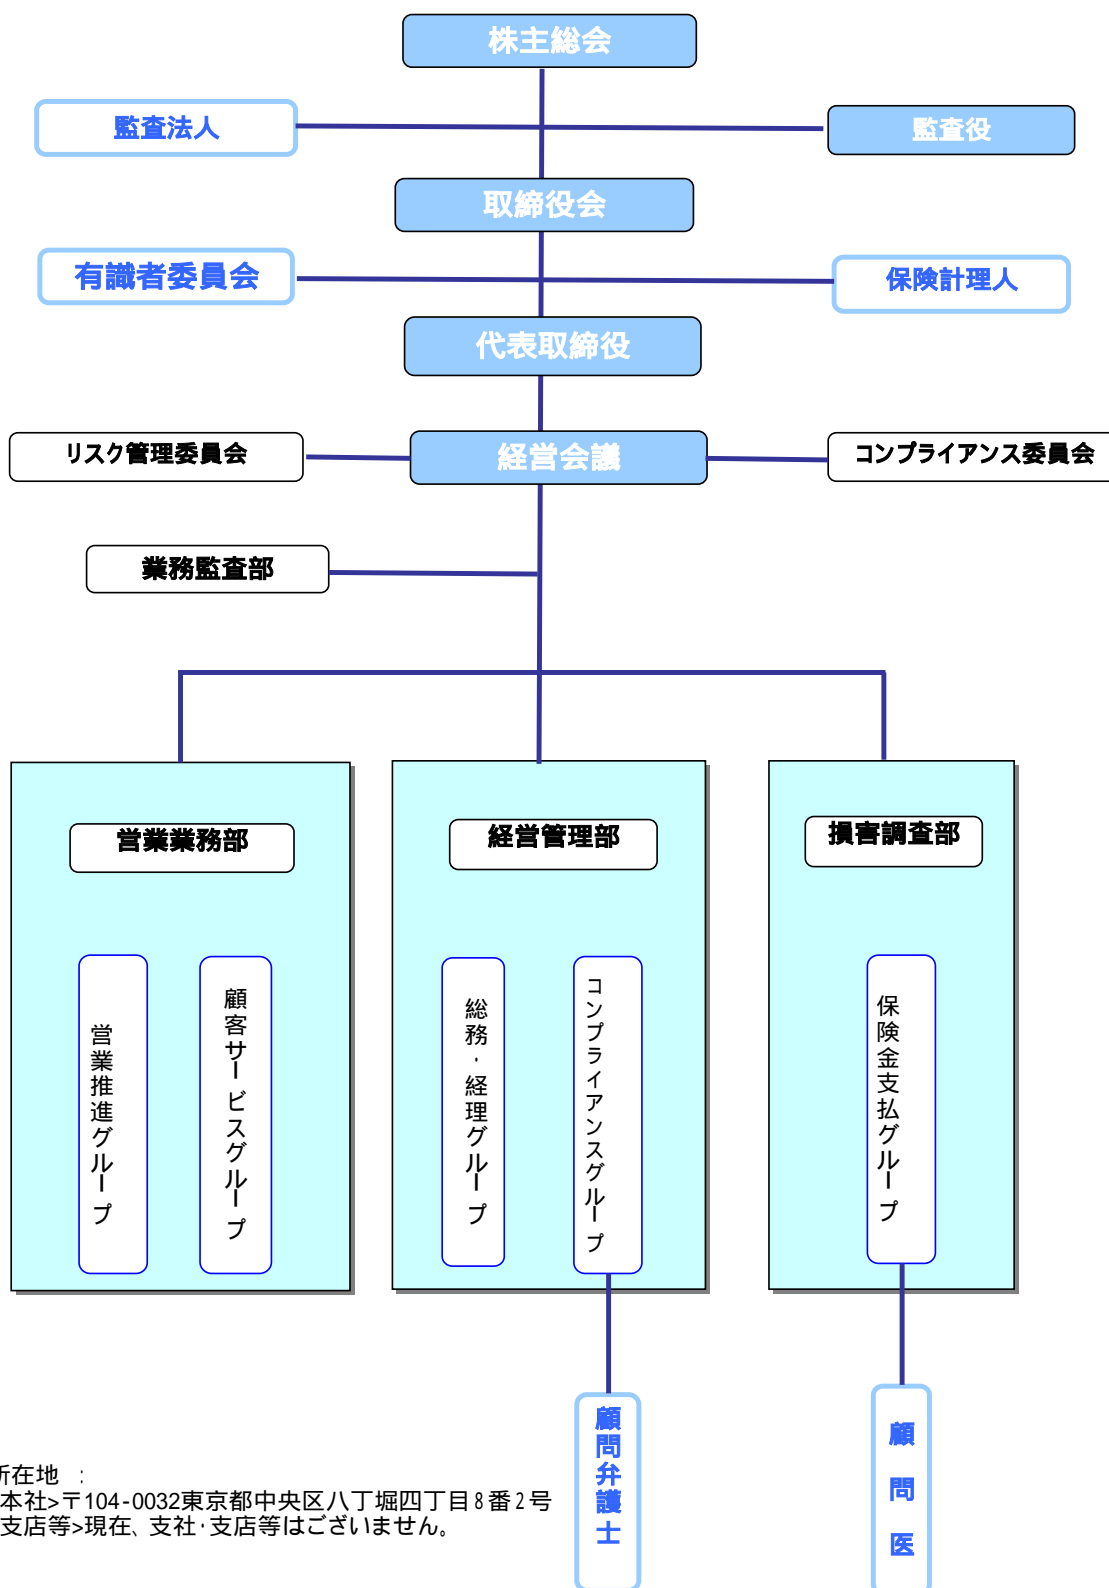 株主総会
監査法人
監査役
取締役会
有識者委員会
保険計理人
代表取締役
リスク管理委員会
経営会議
コンプライアンス委員会
業務監査部
営業業務部
経営管理部
損害調査部
営業推進グループ
顧客サービスグループ
総務・経理グループ
コンプライアンスグループ
保険金支払グループ
顧問弁護士
顧問医
所在地 :
本社>〒104-0032東京都中央区八丁堀四丁目8番2号
支店等>現在、支社・支店等はございません。